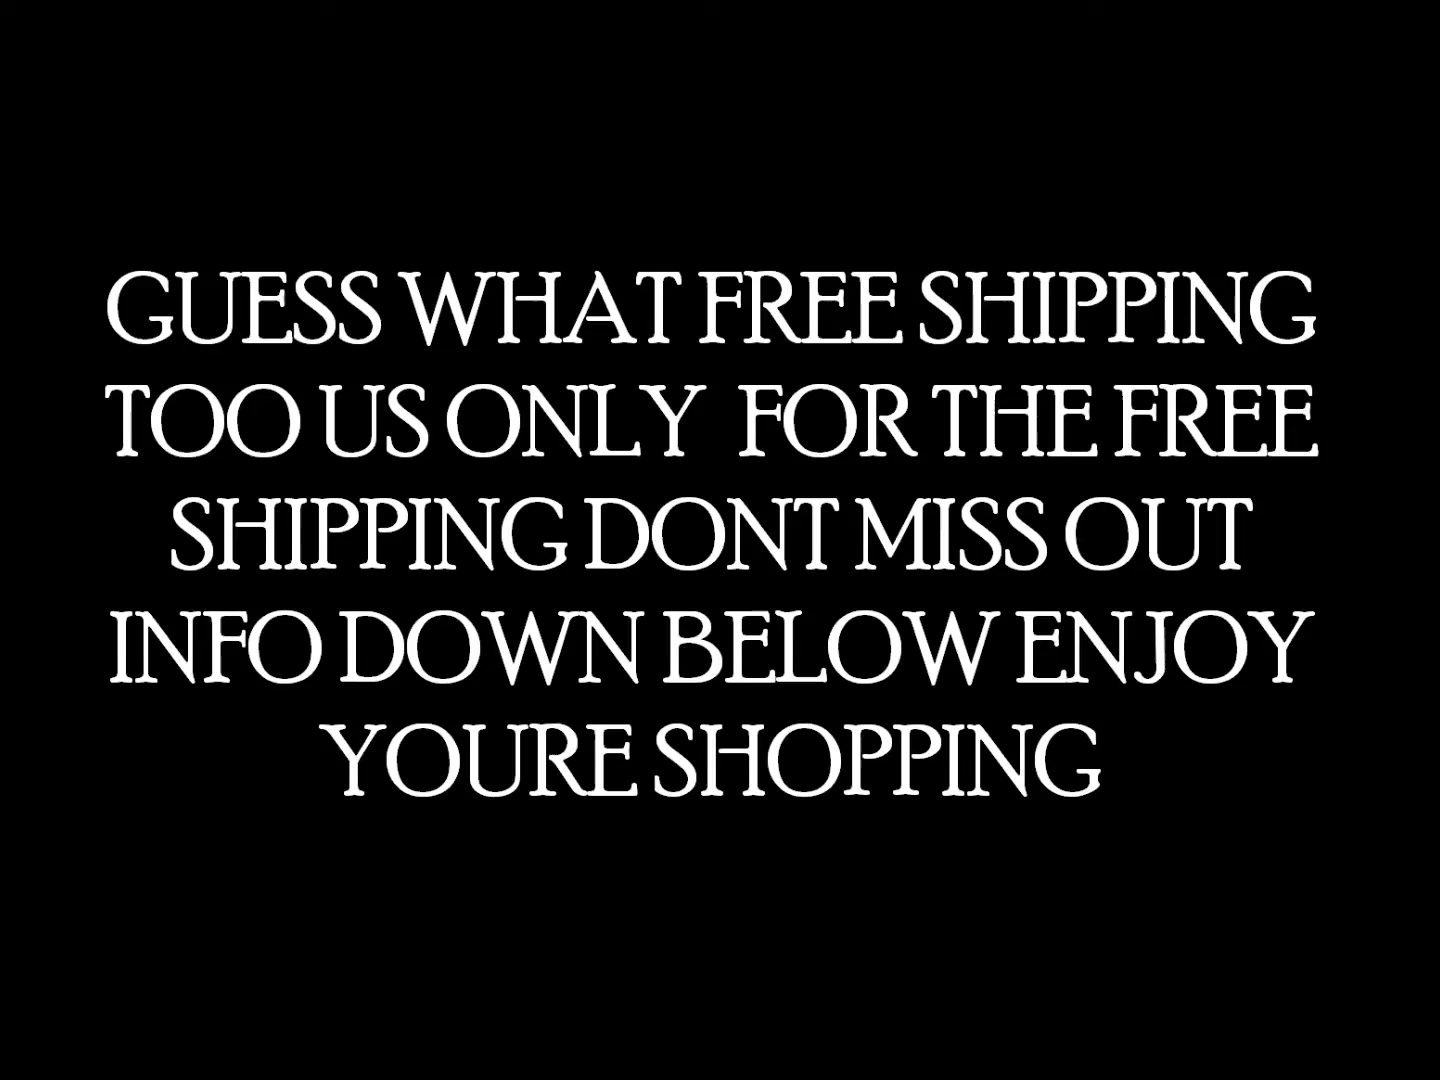 GUESS WHAT FREE SHIPPING
TOO US ONLY  FOR THE FREE
SHIPPING DONT MISS OUT
INFO DOWN BELOW ENJOY
YOURE SHOPPING